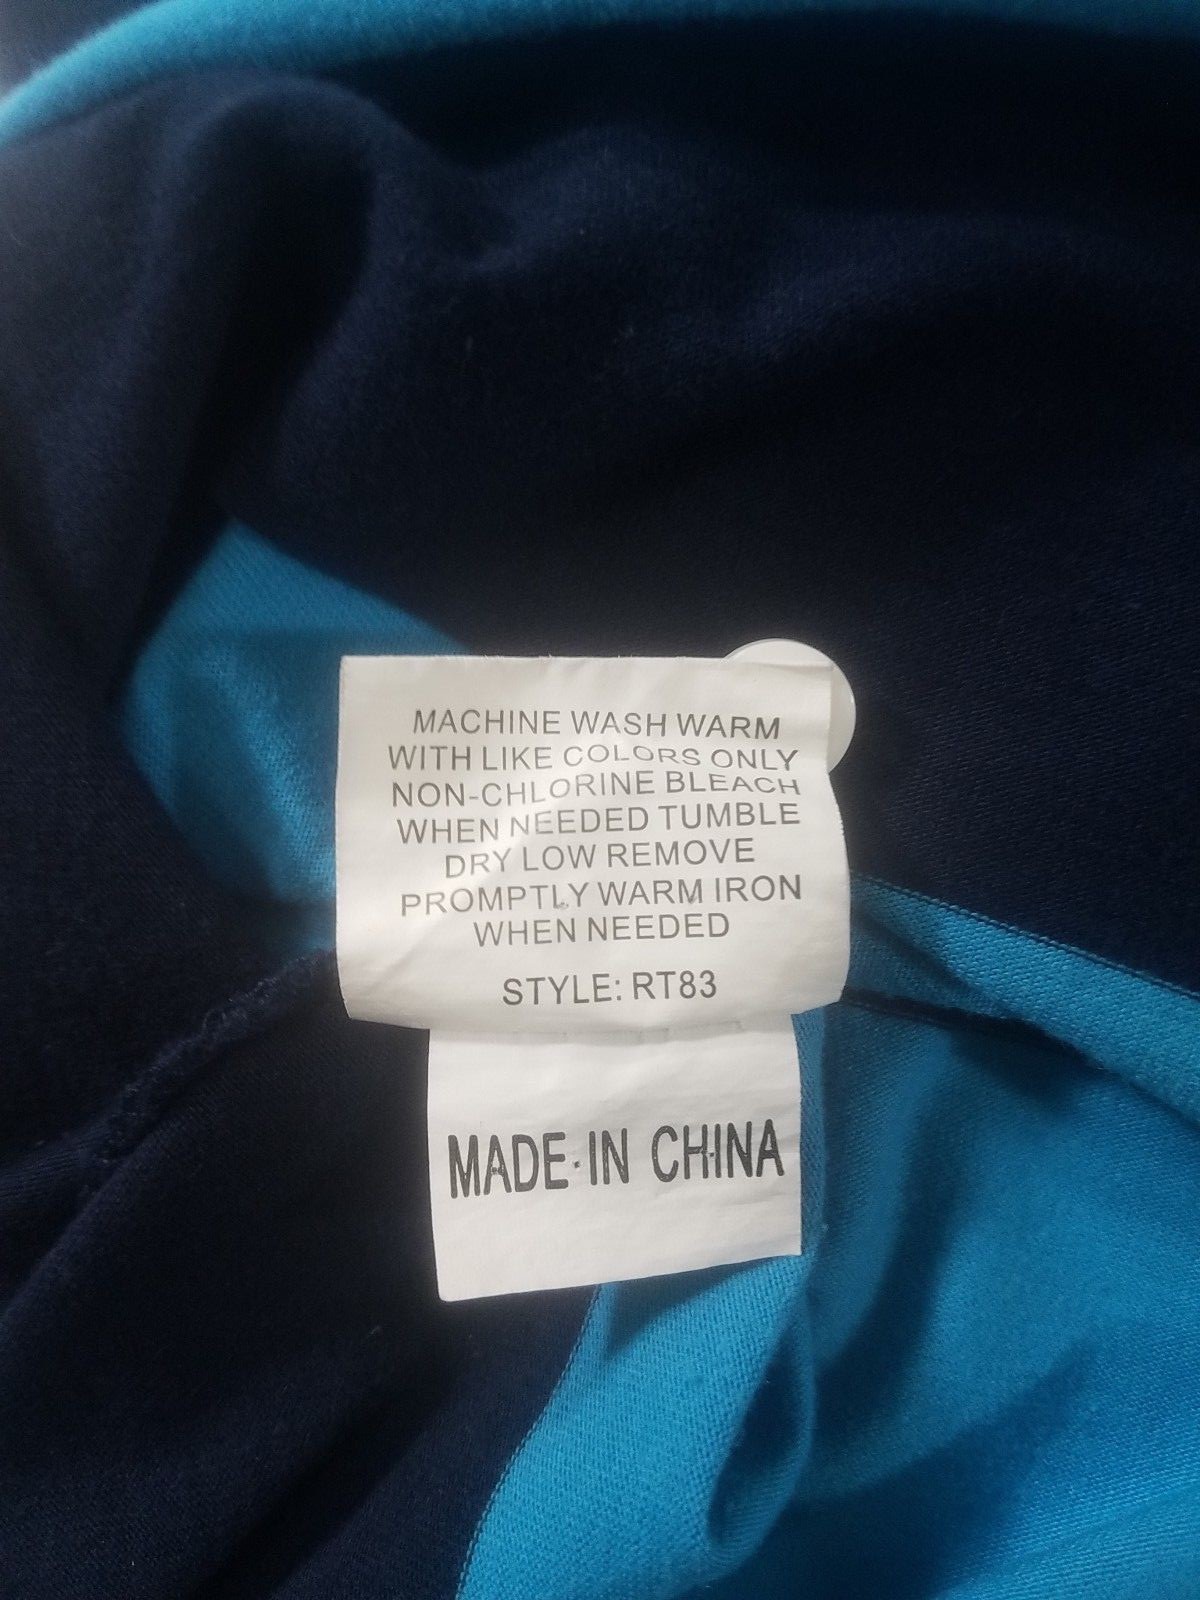 MACHINE WASH WARM
WITH LIKE COLORS ONLY
NON-CHLORINE BLEACH
WHEN NEEDED TUMBLE
DRY LOW REMOVE
PROMPTLY WARM IRON
WHEN NEEDED
STYLE: RT83
MADE IN CHINA